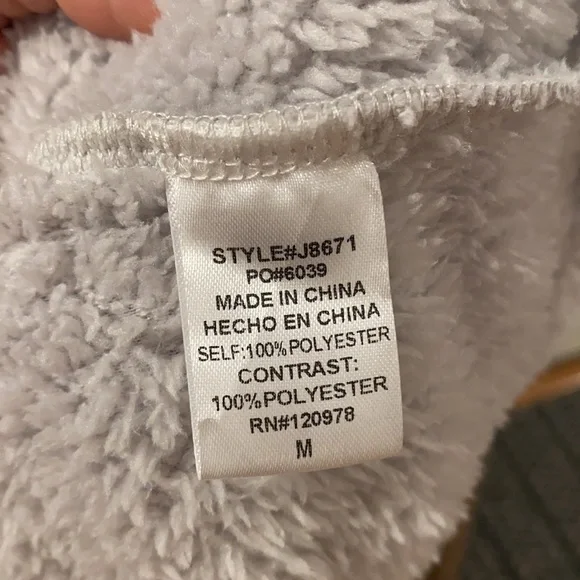 STYLE#J8671
PO#6039
MADE IN CHINA
HECHO EN CHINA
SELF:100%POLYESTER
CONTRAST:
100%POLYESTER
RN#120978
M